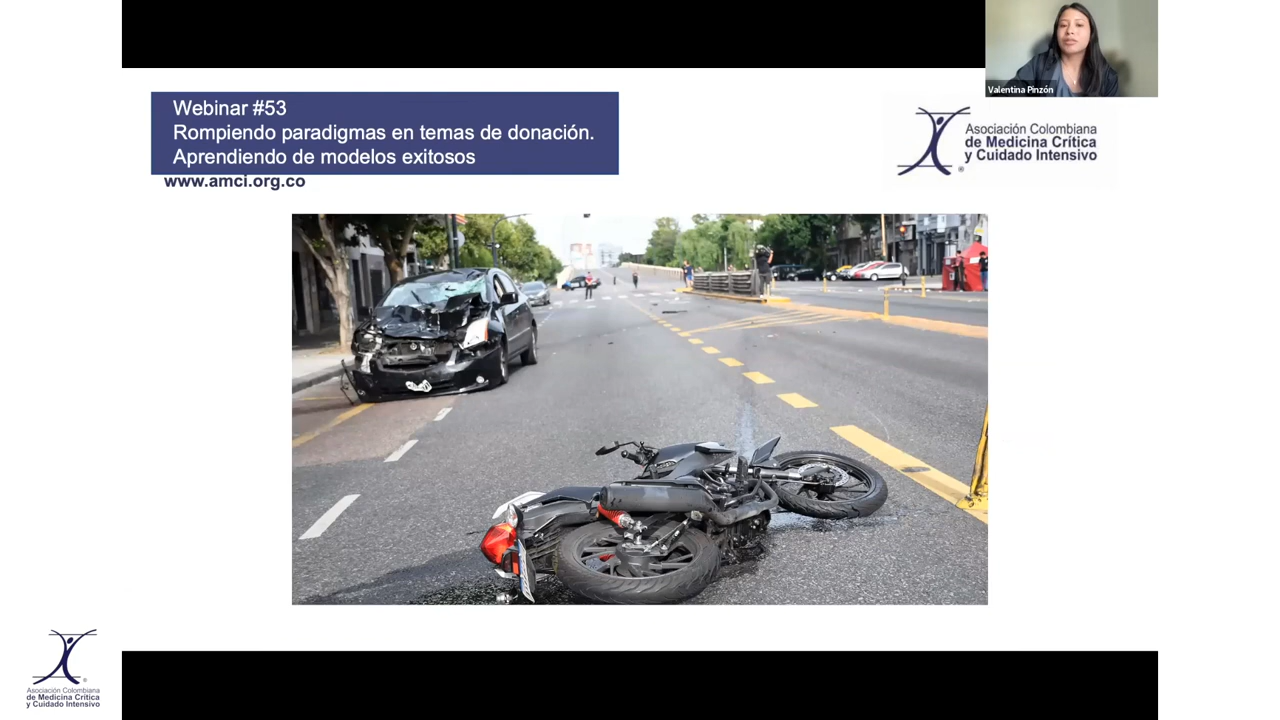 Webinar #53
Rompiendo paradigmas en temas de donación.
Aprendiendo de modelos exitosos
www.amci.org.co
Valentina Pinzón
Asociación Colombiana
de Medicina Crítica
y Cuidado Intensivo
®
Asociación Colombiana
de Medicina Crítica
y Cuidado Intensivo
®